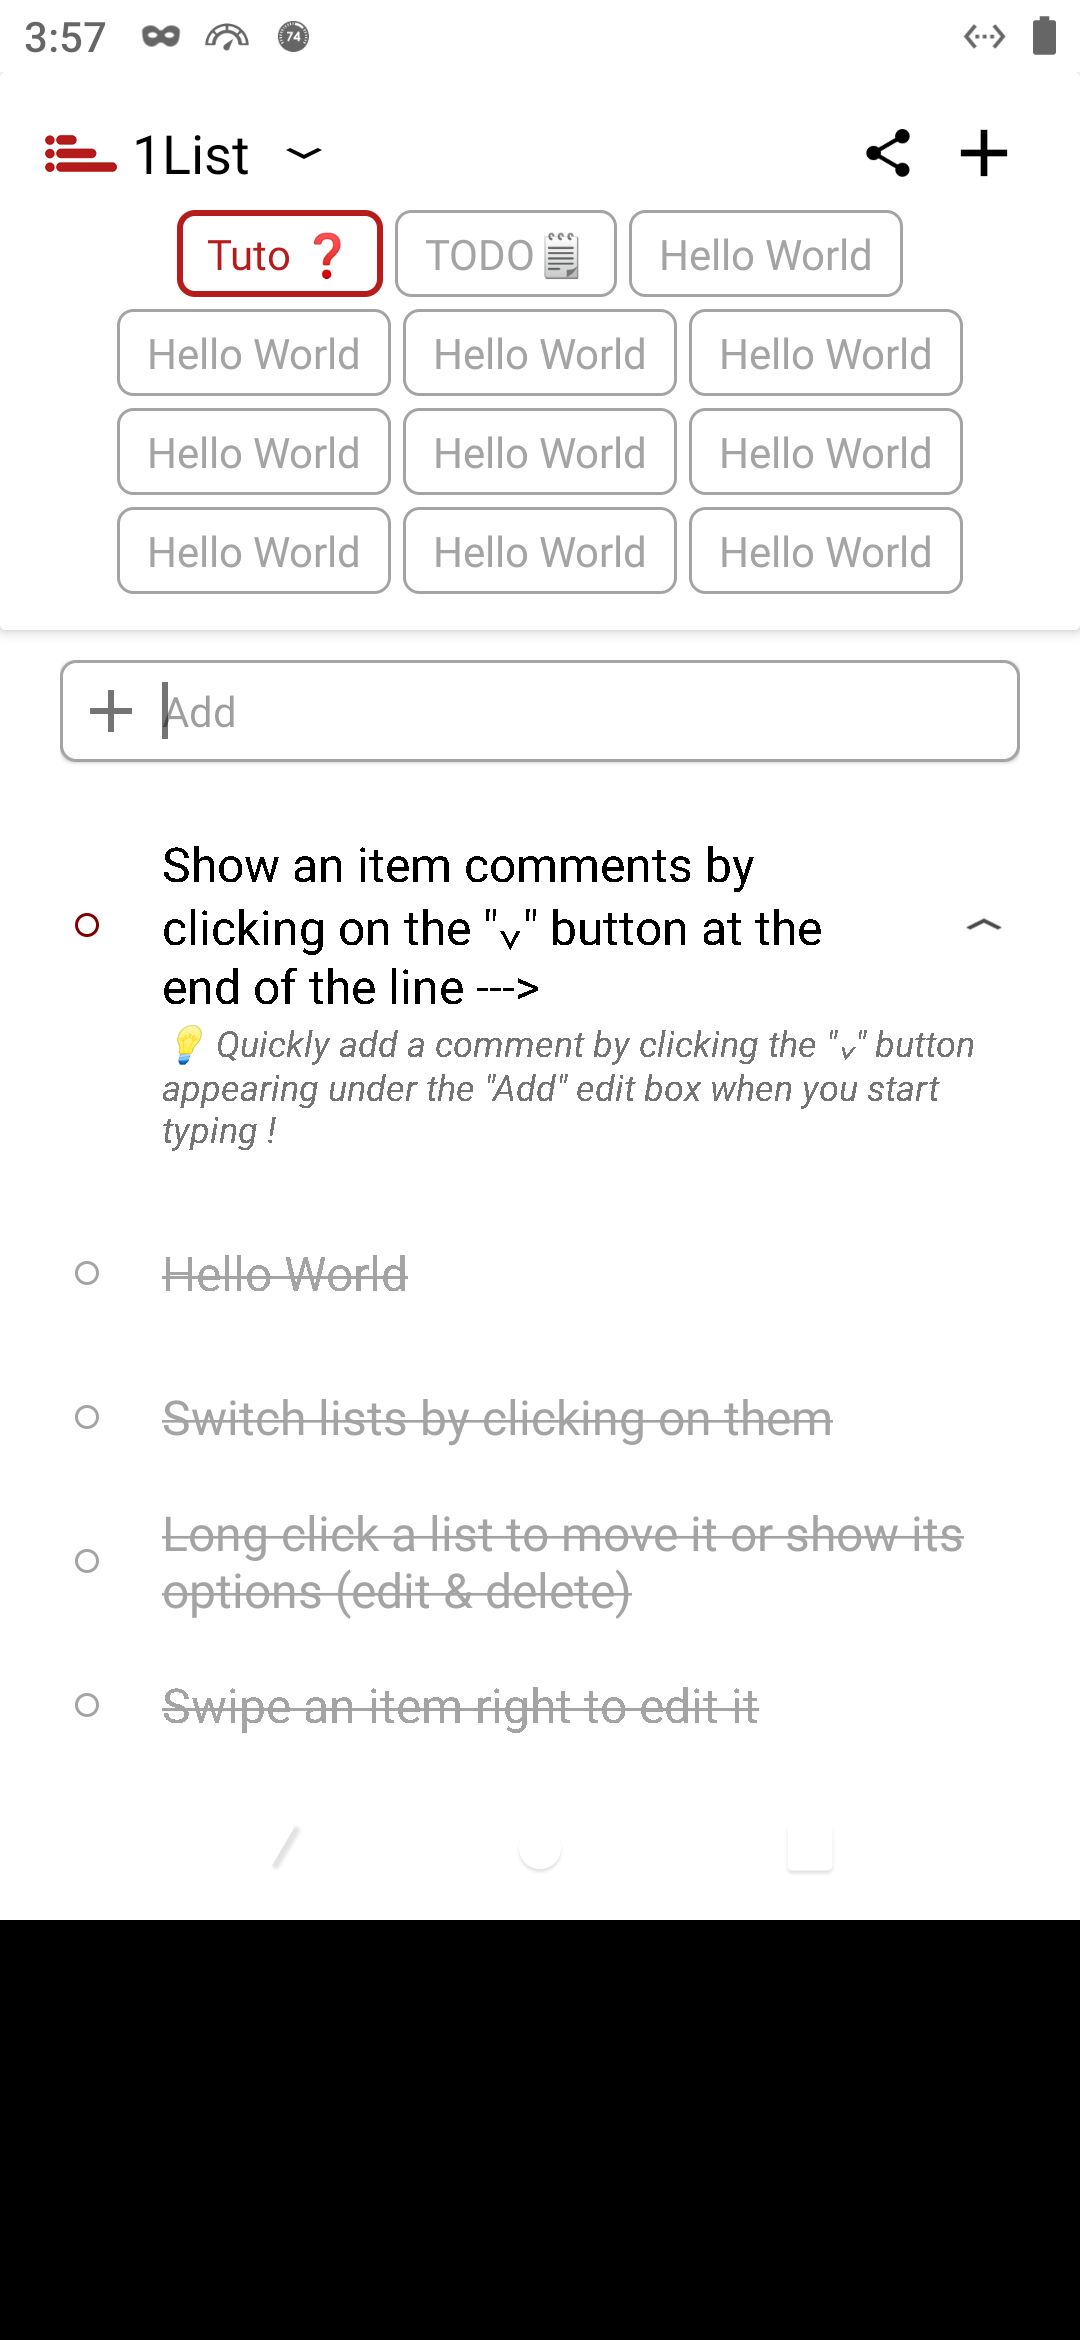 3:57
74
1List
Tuto ❓ TODO🗒 Hello World
Hello World Hello World Hello World
Hello World Hello World Hello World
Hello World Hello World Hello World
Add
Show an item comments by
clicking on the "˅" button at the
end of the line --->
💡 Quickly add a comment by clicking the "˅" button
appearing under the "Add" edit box when you start
typing !
Hello World
Switch lists by clicking on them
Long click a list to move it or show its
options (edit & delete)
Swipe an item right to edit it